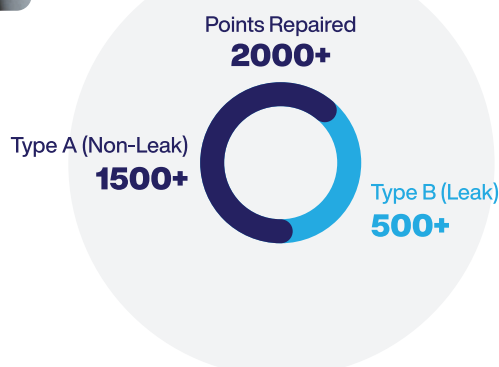 Points Repaired
2000+
Type A (Non-Leak)
1500+
Type B (Leak)
500+